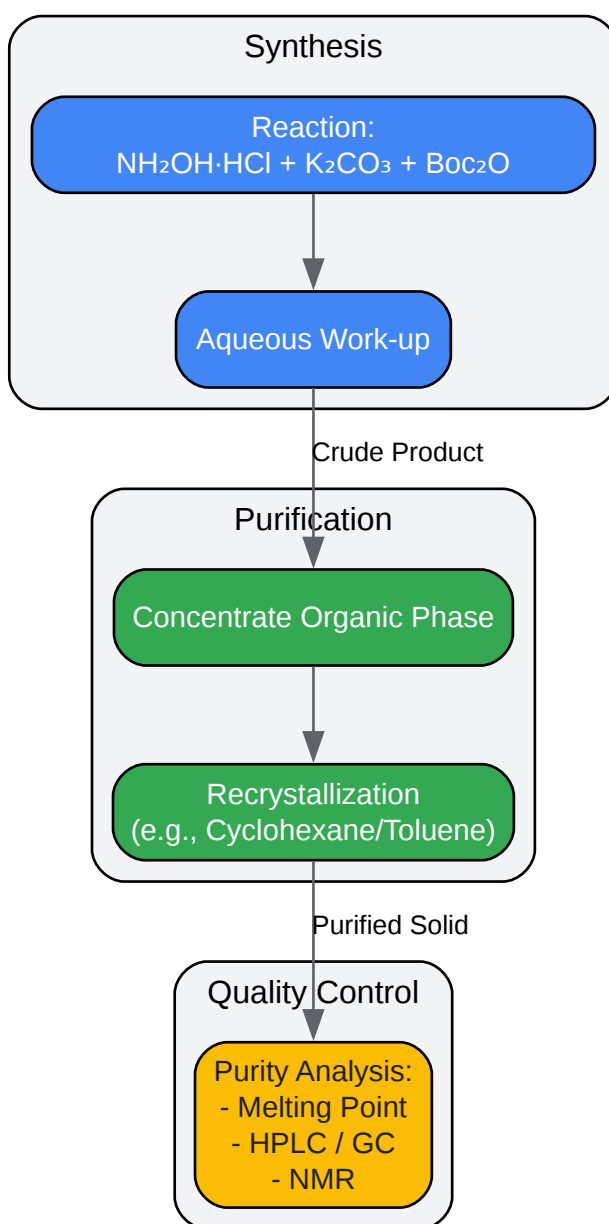 Synthesis
Reaction:
NH₂OH·HCl + K₂CO₃ + Boc₂O
Aqueous Work-up
Crude Product
Purification
Concentrate Organic Phase
Recrystallization
(e.g., Cyclohexane/Toluene)
Purified Solid
Quality Control
Purity Analysis:
- Melting Point
- HPLC / GC
- NMR